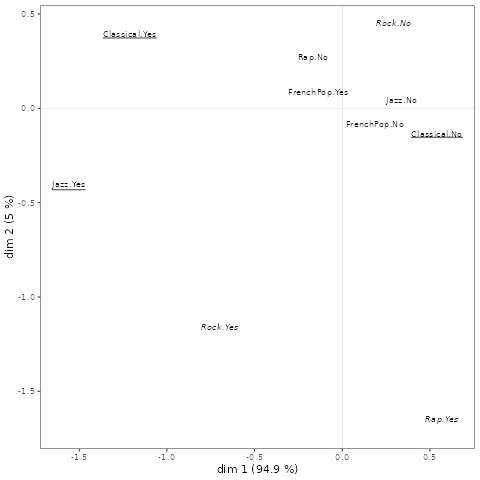 0.5
Rock.No
Classical.Yes
Rap.No
FrenchPop.Yes
Jazz.No
0.0
FrenchPop.No
Classical.No
Jazz.Yes
-0.5
dim 2 (5 %)
-1.0
Rock.Yes
-1.5
Rap.Yes
-1.5 -1.0 -0.5 0.0 0.5
dim 1 (94.9 %)